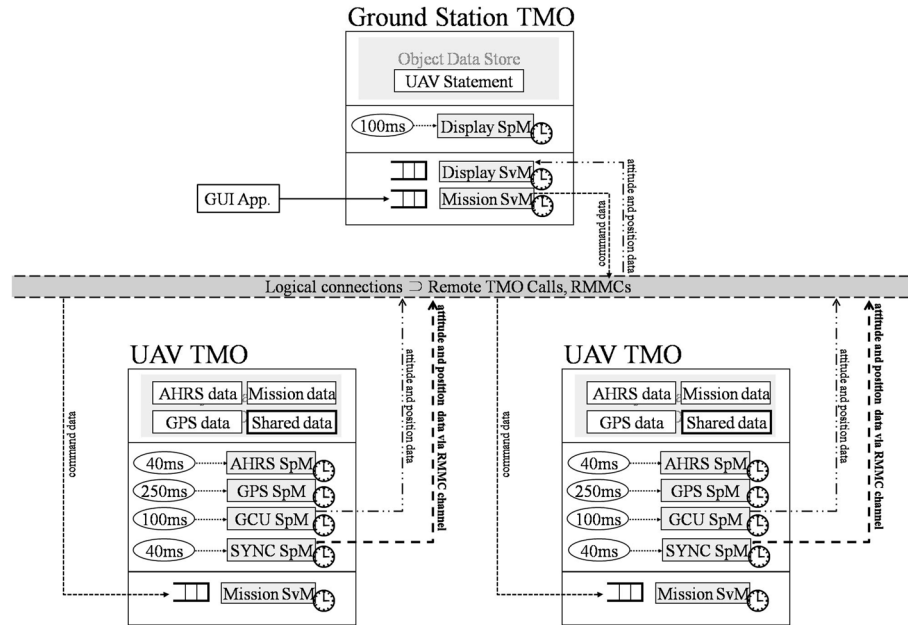 Ground Station TMO
Object Data Store
UAV Statement
100ms
Display SpM
Display SvM
Mission SvM
GUI App.
command data
attitude and position data
Logical connections ⊃ Remote TMO Calls, RMMCs
command data
UAV TMO
AHRS data
Mission data
GPS data
Shared data
40ms
AHRS SpM
250ms
GPS SpM
100ms
GCU SpM
40ms
SYNC SpM
Mission SvM
attitude and position data
attitude and position data via RMMC
channel
command data
UAV TMO
AHRS data
Mission data
GPS data
Shared data
40ms
AHRS SpM
250ms
GPS SpM
100ms
GCU SpM
40ms
SYNC SpM
Mission SvM
attitude and position data
attitude and position data via RMMC
channel